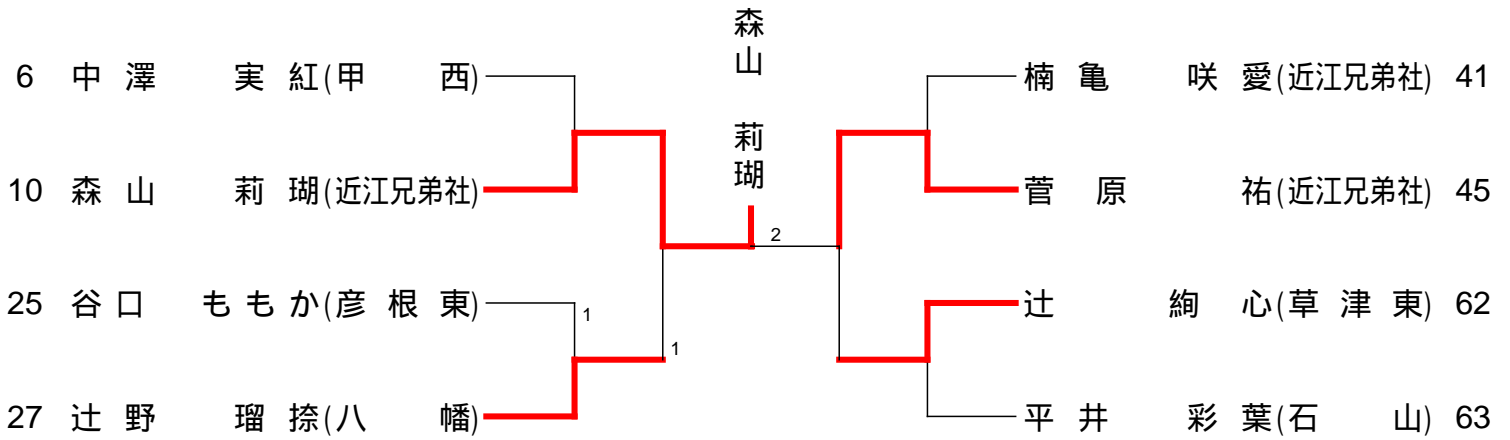 森山 莉瑚
6 中澤 実紅(甲 西)
10 森山 莉瑚(近江兄弟社)
25 谷口 ももか(彦根東)
27 辻野 瑠捺(八 幡)
1
1
2
楠亀 咲愛(近江兄弟社) 41
菅原 祐(近江兄弟社) 45
辻 絢心(草津東) 62
平井 彩葉(石 山) 63